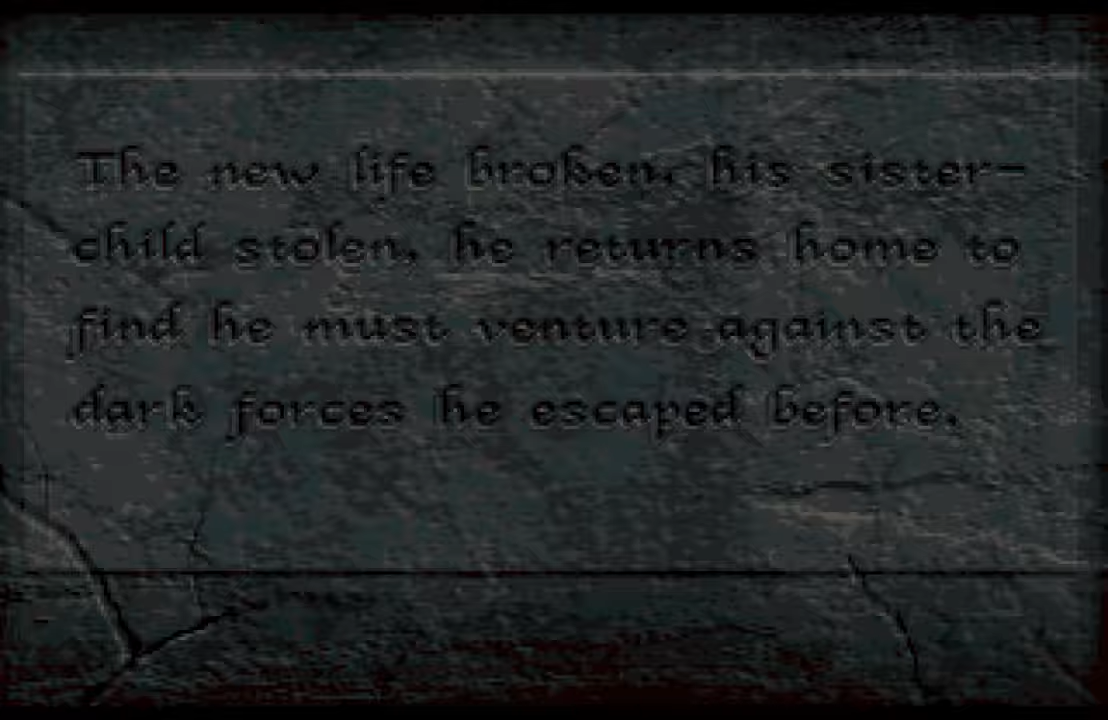 The new life broken, his sister-
child stolen, he returns home to
find he must venture against the
dark forces he escaped before.